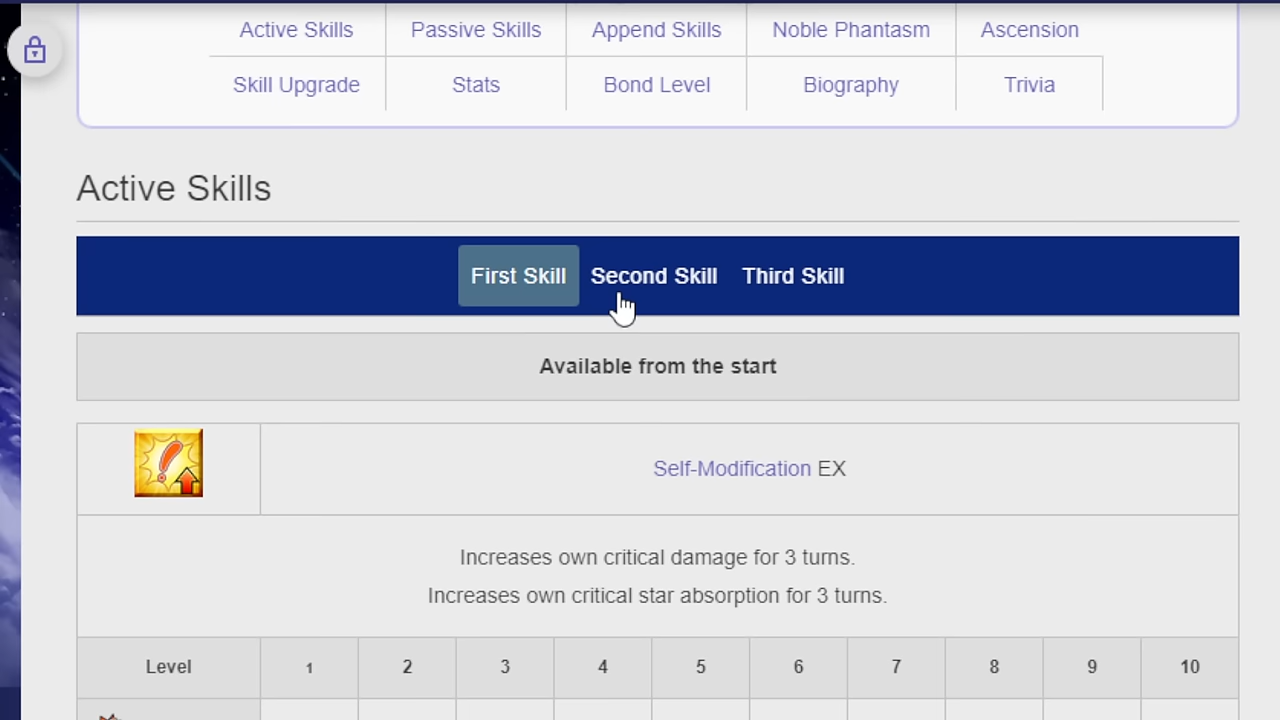 Active Skills Passive Skills Append Skills Noble Phantasm Ascension
Skill Upgrade Stats Bond Level Biography Trivia
Active Skills
First Skill Second Skill Third Skill
Available from the start
Self-Modification EX
Increases own critical damage for 3 turns.
Increases own critical star absorption for 3 turns.
Level 1 2 3 4 5 6 7 8 9 10